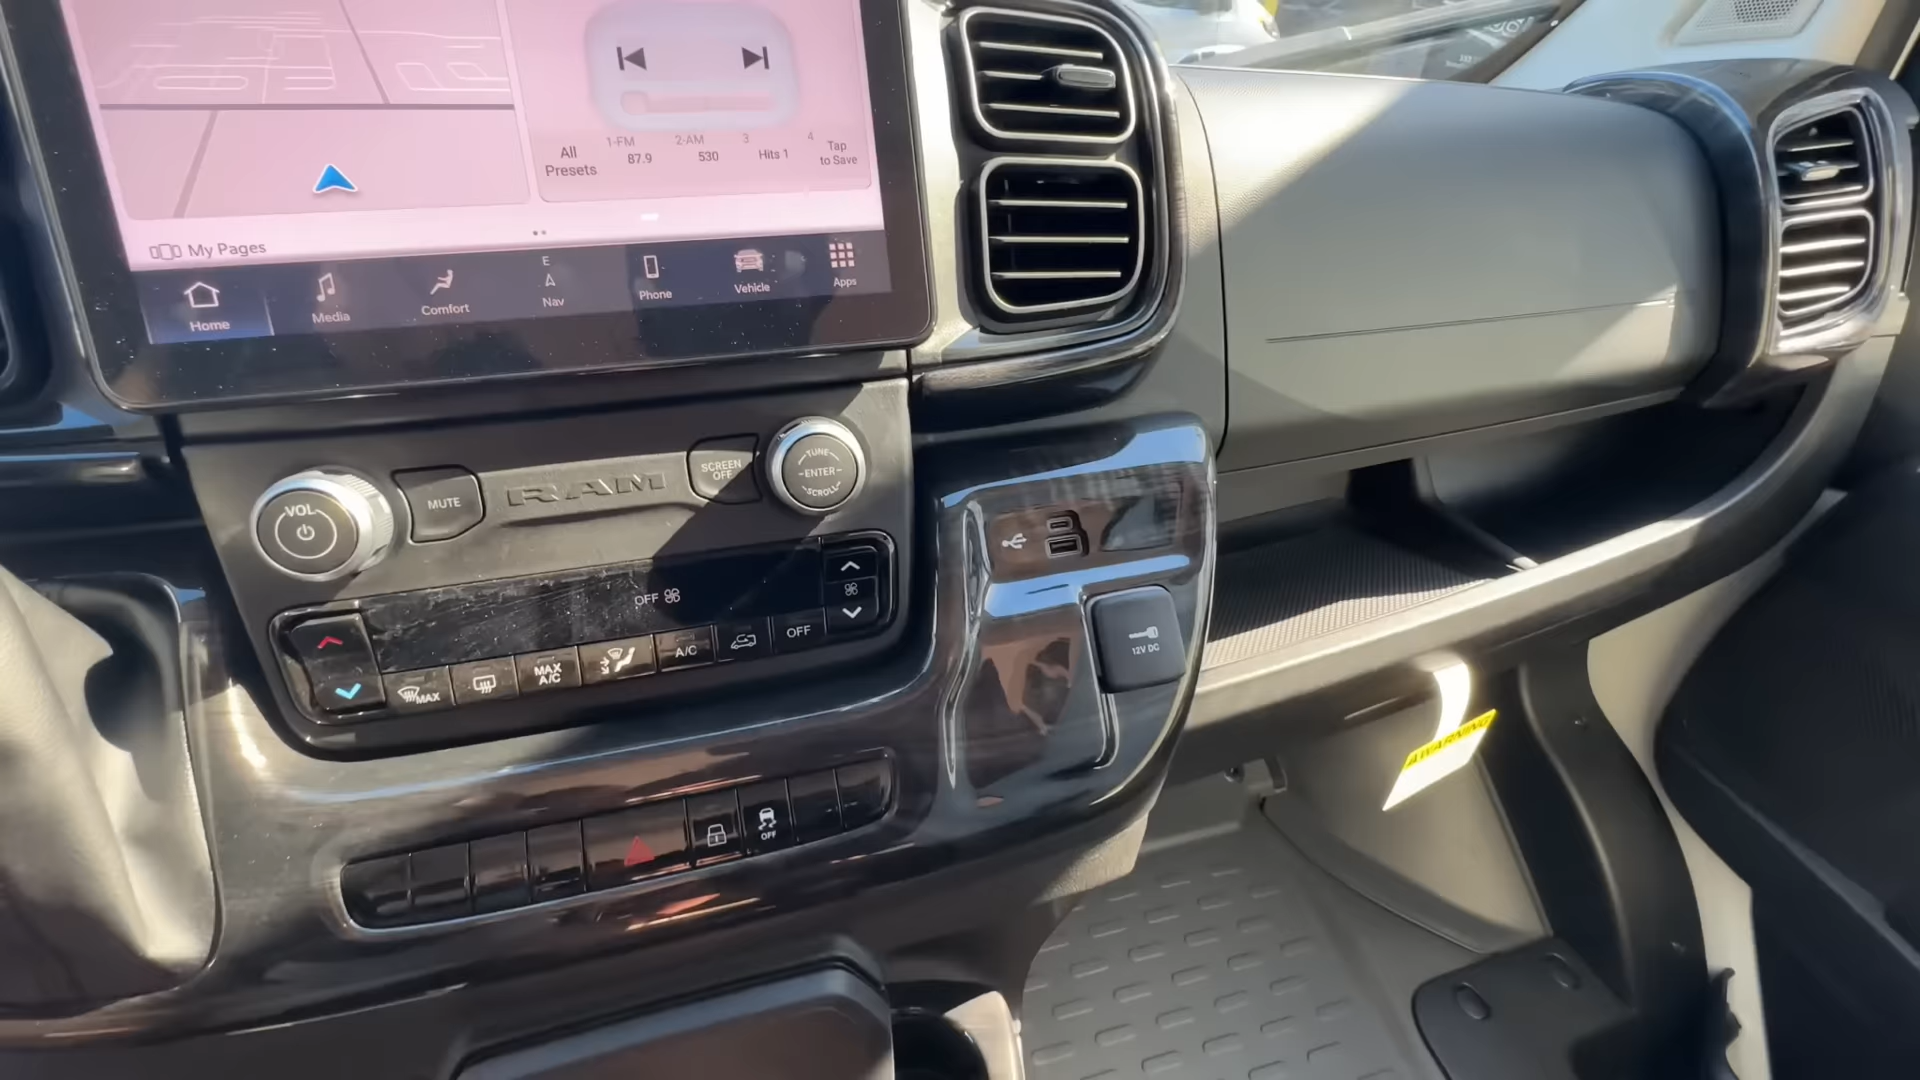 1-FM 2-AM 3 4
All Presets 87.9 530 Hits 1 Tap to Save
My Pages
E
Home Media Comfort Nav Phone Vehicle Apps
VOL MUTE RAM SCREEN OFF TUNE ENTER SCROLL
OFF
MAX MAX A/C A/C OFF
12V DC
WARNING
OFF